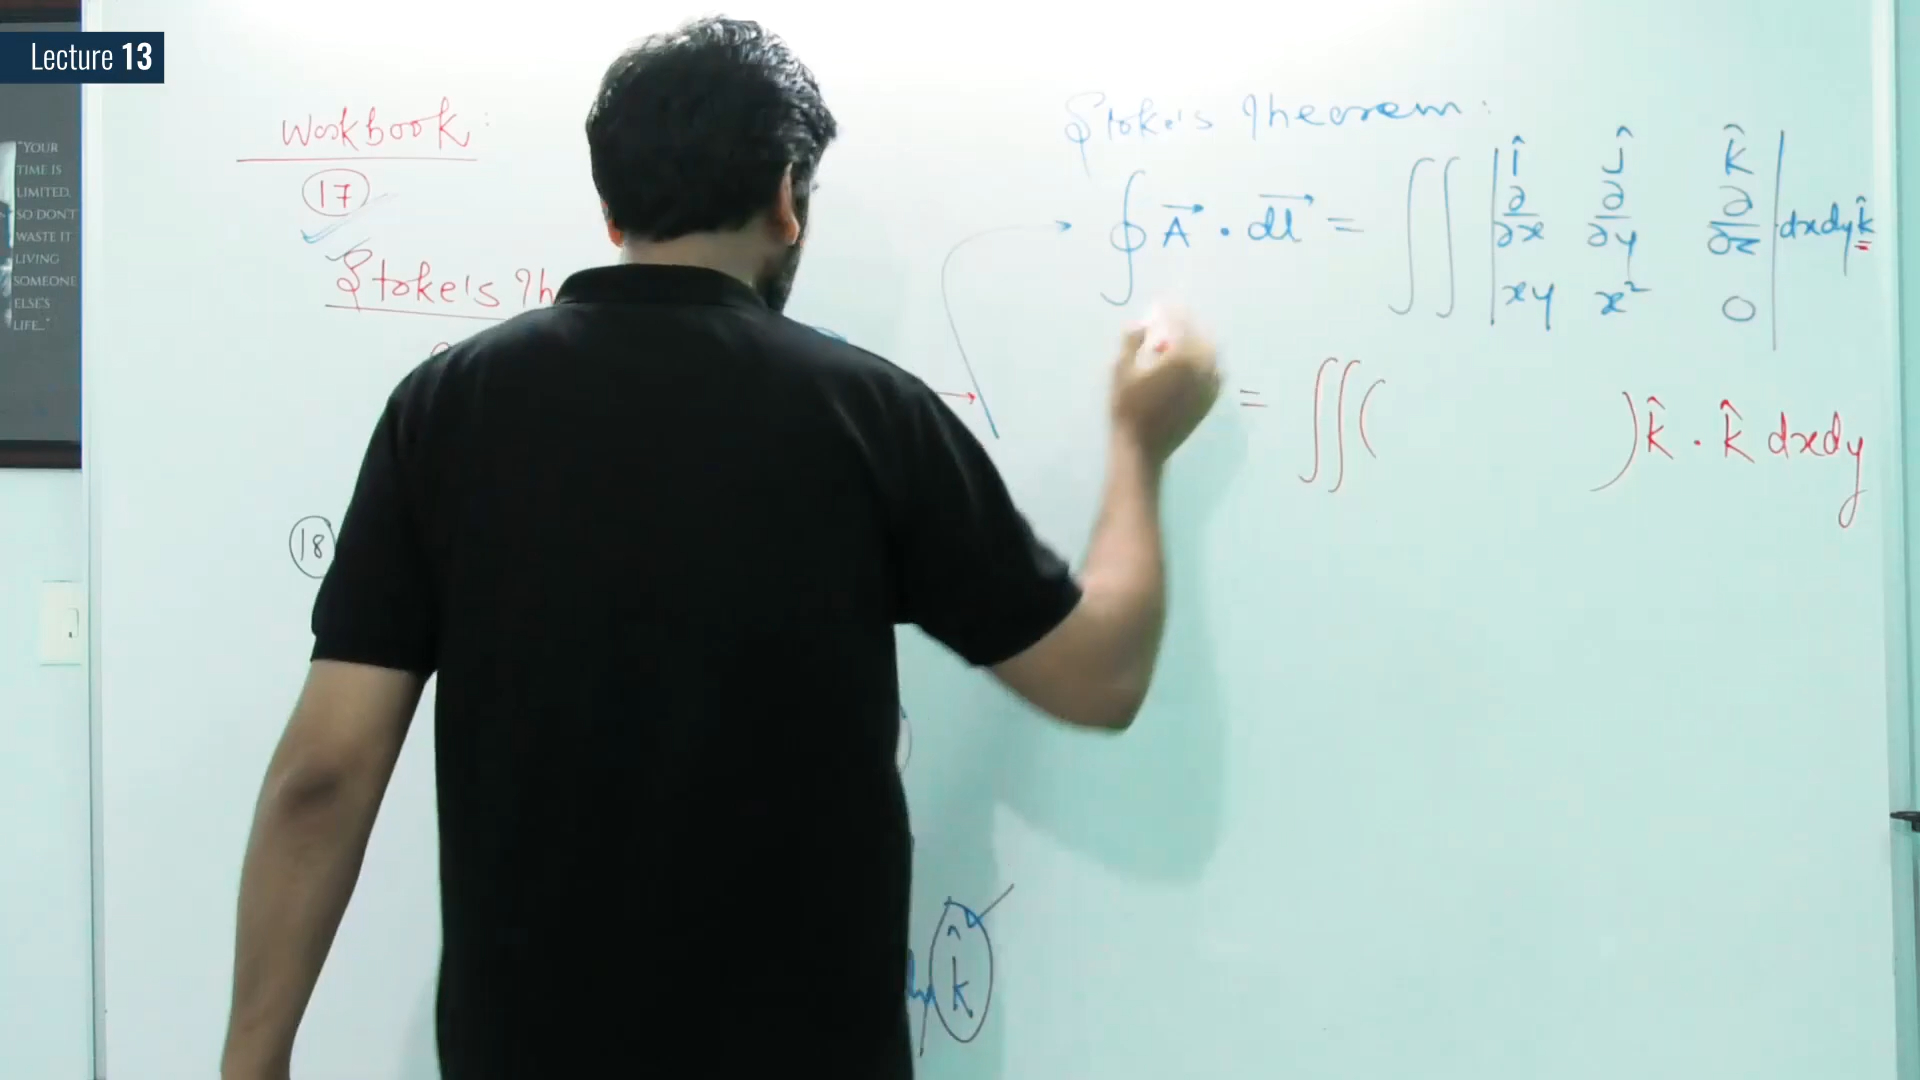 Lecture 13
"YOUR
TIME IS
LIMITED,
SO DON'T
WASTE IT
LIVING
SOMEONE
ELSE'S
LIFE..."
Workbook:
17
Stoke's Th
18
k̂
Stoke's Theorem:
∮ A⃗ · dl⃗ = ∬ | î ĵ k̂
∂/∂x ∂/∂y ∂/∂z
xy x² 0 | dxdy k̂
= ∬ ( ) k̂ · k̂ dxdy